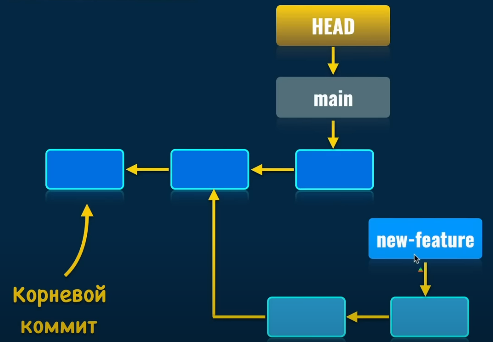 HEAD
main
new-feature
Корневой
коммит